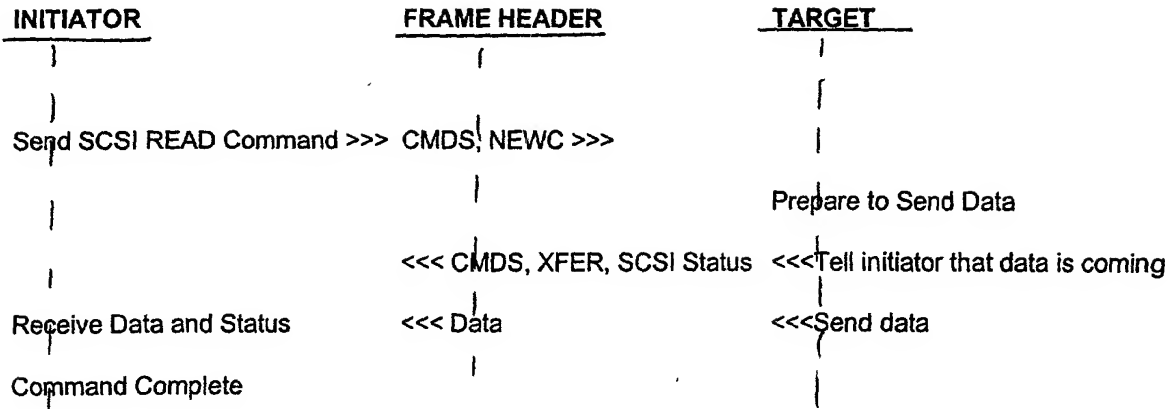 INITIATOR FRAME HEADER TARGET
Send SCSI READ Command >>> CMDS, NEWC >>>
Prepare to Send Data
<<< CMDS, XFER, SCSI Status <<<Tell initiator that data is coming
Receive Data and Status <<< Data <<<Send data
Command Complete